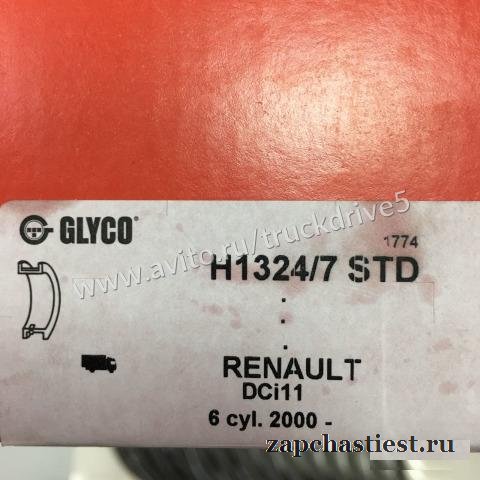 GLYCO®
1774
H1324/7 STD
www.avito.ru/truckdrive5
RENAULT
DCi11
6 cyl. 2000 -
zapchastiest.ru